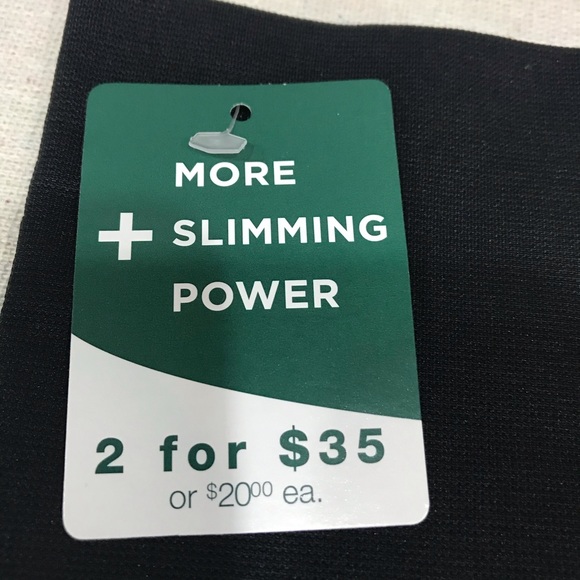 MORE
+ SLIMMING
POWER
2 for $35
or $2000 ea.